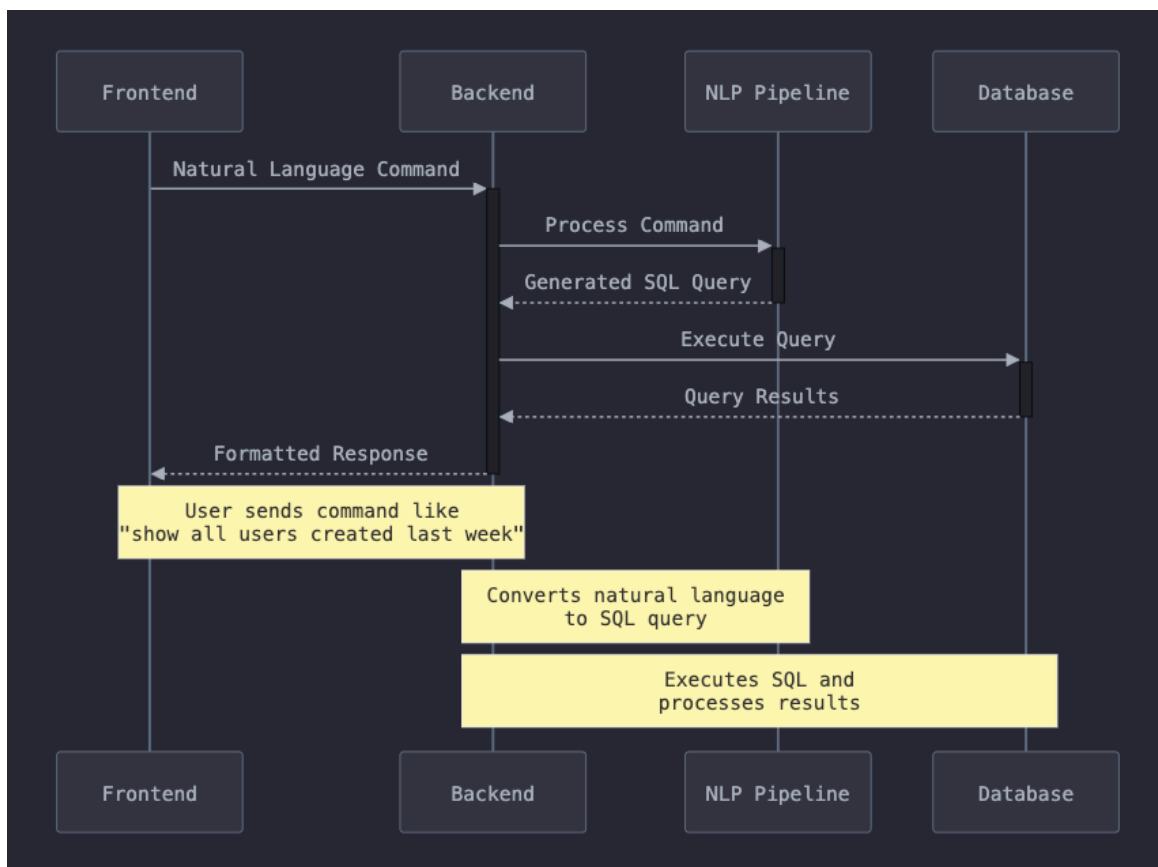 Frontend
Backend
NLP Pipeline
Database
Natural Language Command
Process Command
Generated SQL Query
Execute Query
Query Results
Formatted Response
User sends command like
"show all users created last week"
Converts natural language
to SQL query
Executes SQL and
processes results
Frontend
Backend
NLP Pipeline
Database